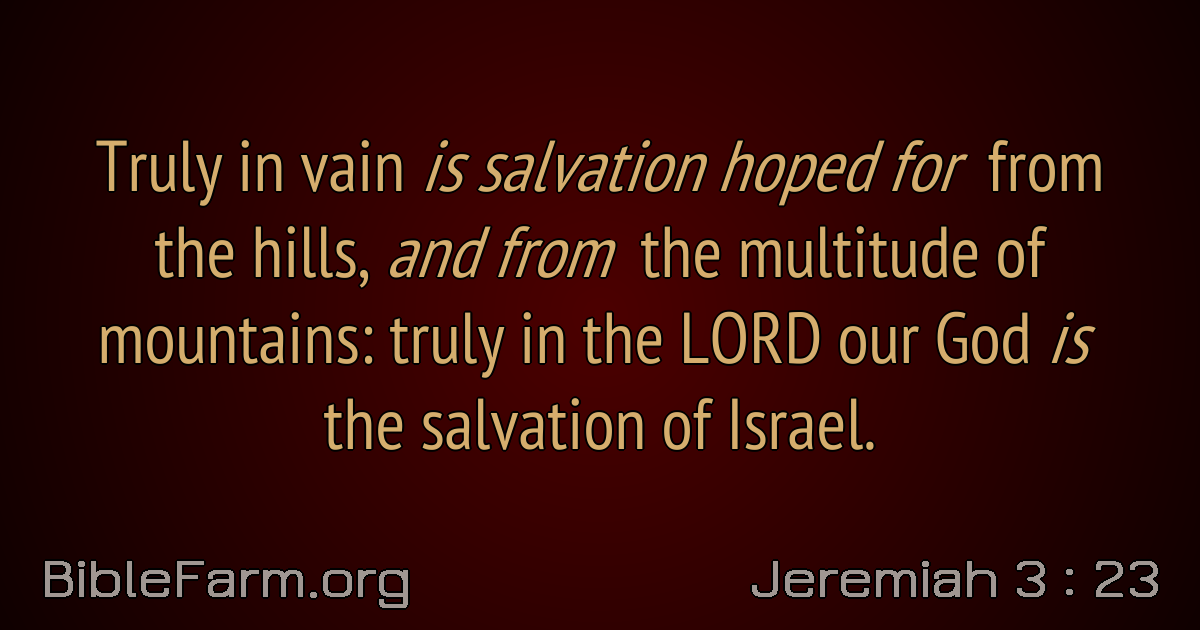 Truly in vain is salvation hoped for from
the hills, and from the multitude of
mountains: truly in the LORD our God is
the salvation of Israel.
BibleFarm.org
Jeremiah 3 : 23